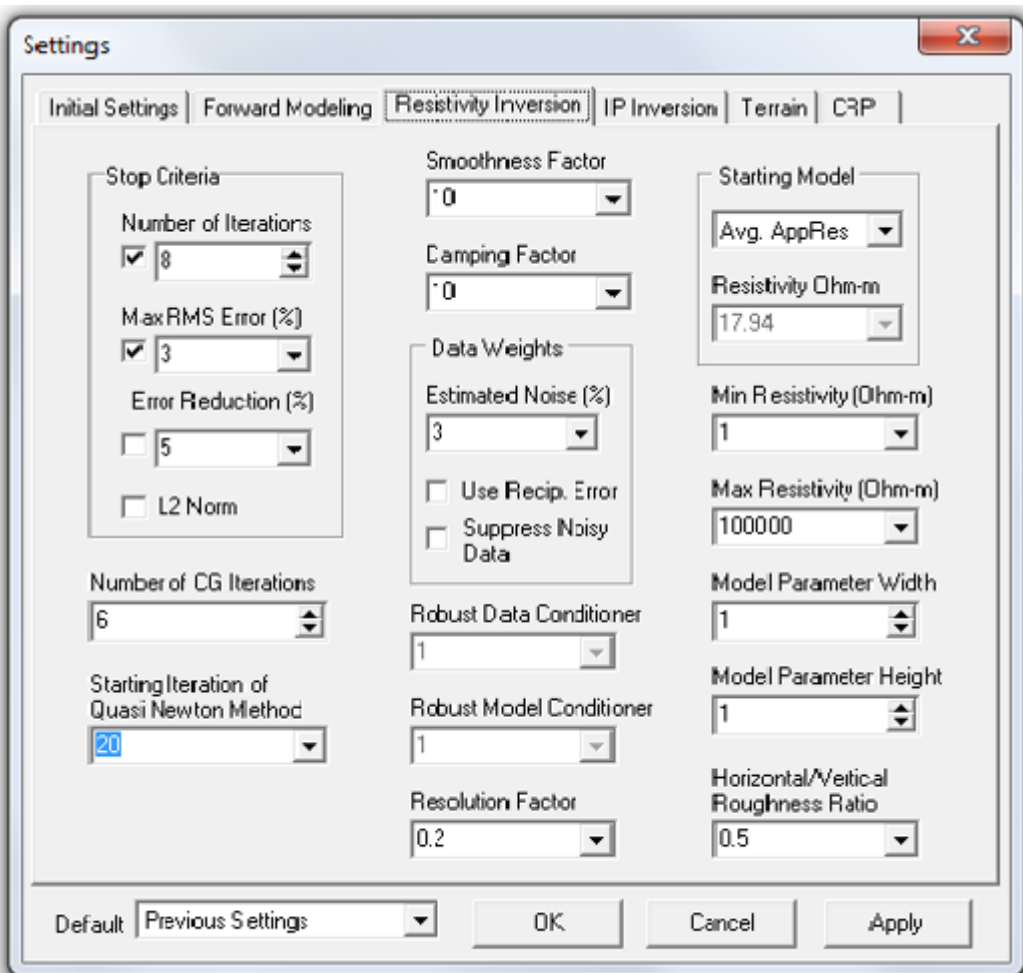 Settings
Initial Settings
Forward Modeling
Resistivity Inversion
IP Inversion
Terrain
CRP
Stop Criteria
Number of Iterations
8
Max RMS Error (%)
3
Error Reduction (%)
5
L2 Norm
Number of CG Iterations
6
Starting Iteration of
Quasi Newton Method
20
Smoothness Factor
10
Damping Factor
10
Data Weights
Estimated Noise (%)
3
Use Recip. Error
Suppress Noisy
Data
Robust Data Conditioner
1
Robust Model Conditioner
1
Resolution Factor
0.2
Starting Model
Avg. AppRes
Resistivity Ohm-m
17.94
Min Resistivity (Ohm-m)
1
Max Resistivity (Ohm-m)
100000
Model Parameter Width
1
Model Parameter Height
1
Horizontal/Vertical
Roughness Ratio
0.5
Default
Previous Settings
OK
Cancel
Apply